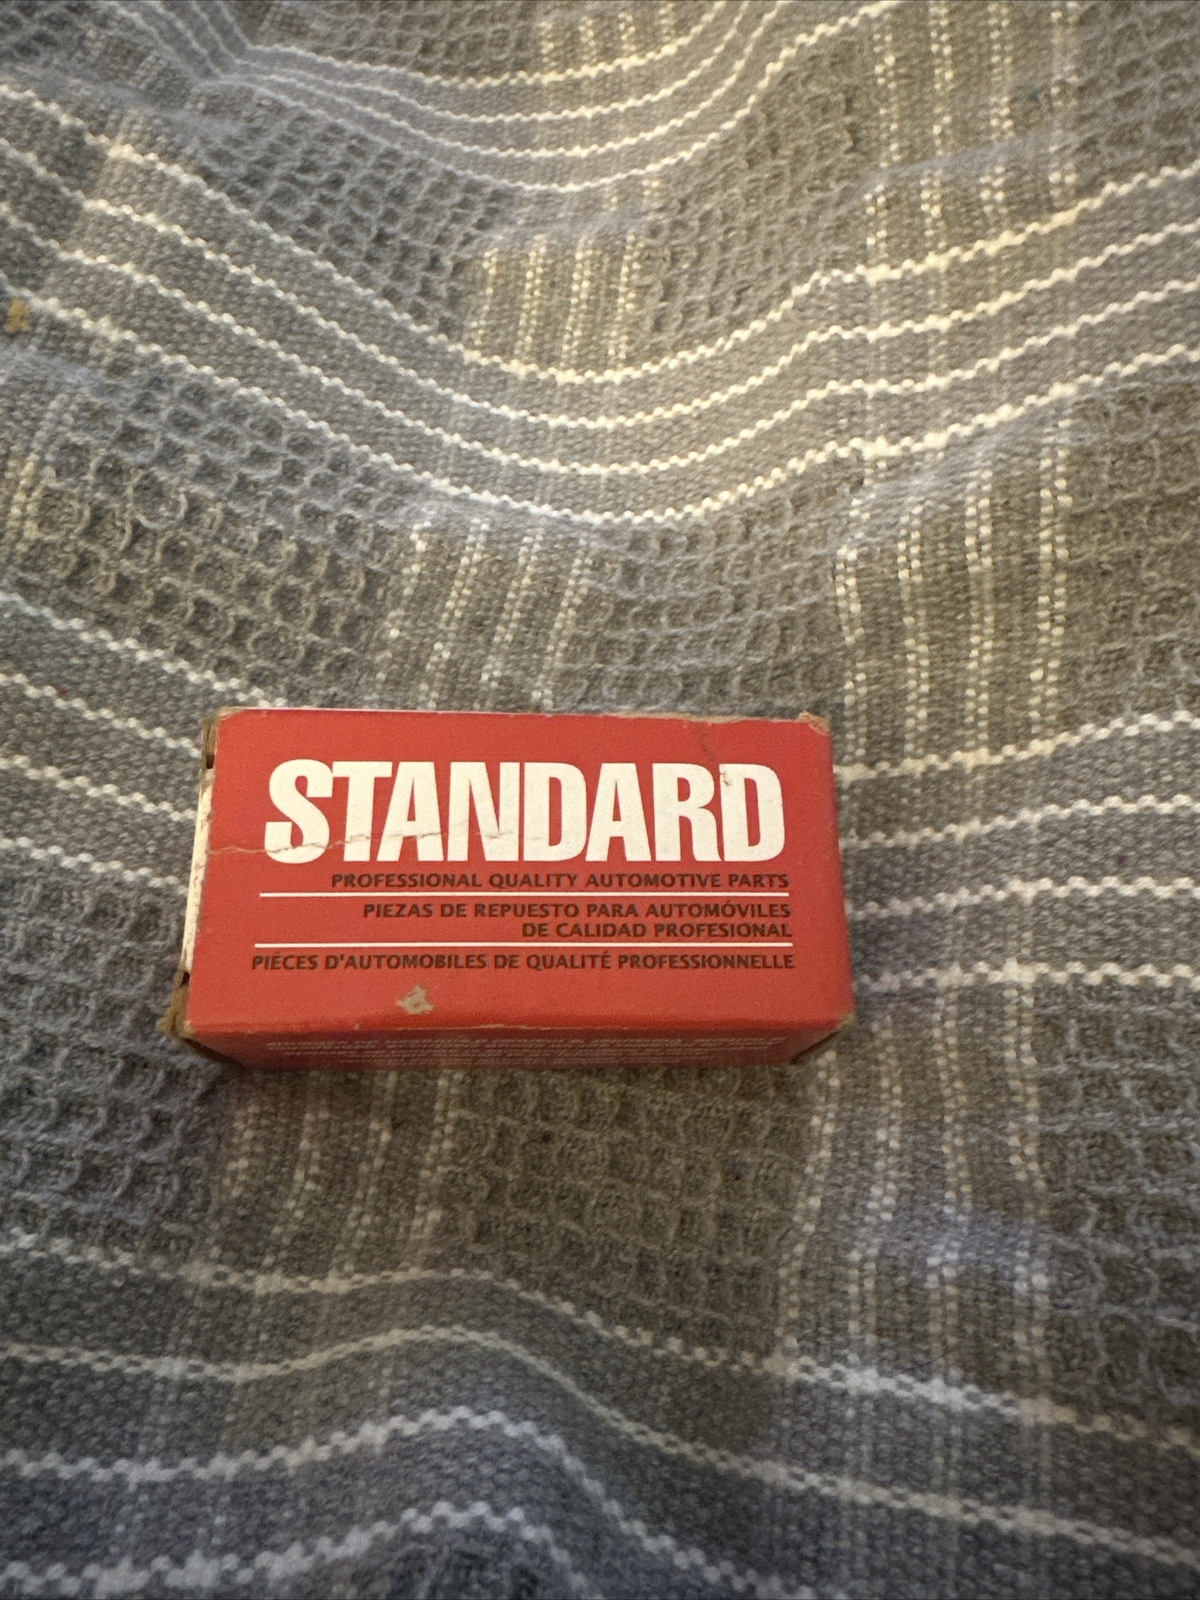 STANDARD
PROFESSIONAL QUALITY AUTOMOTIVE PARTS
PIEZAS DE REPUESTO PARA AUTOMÓVILES
DE CALIDAD PROFESIONAL
PIÈCES D'AUTOMOBILES DE QUALITÉ PROFESSIONNELLE